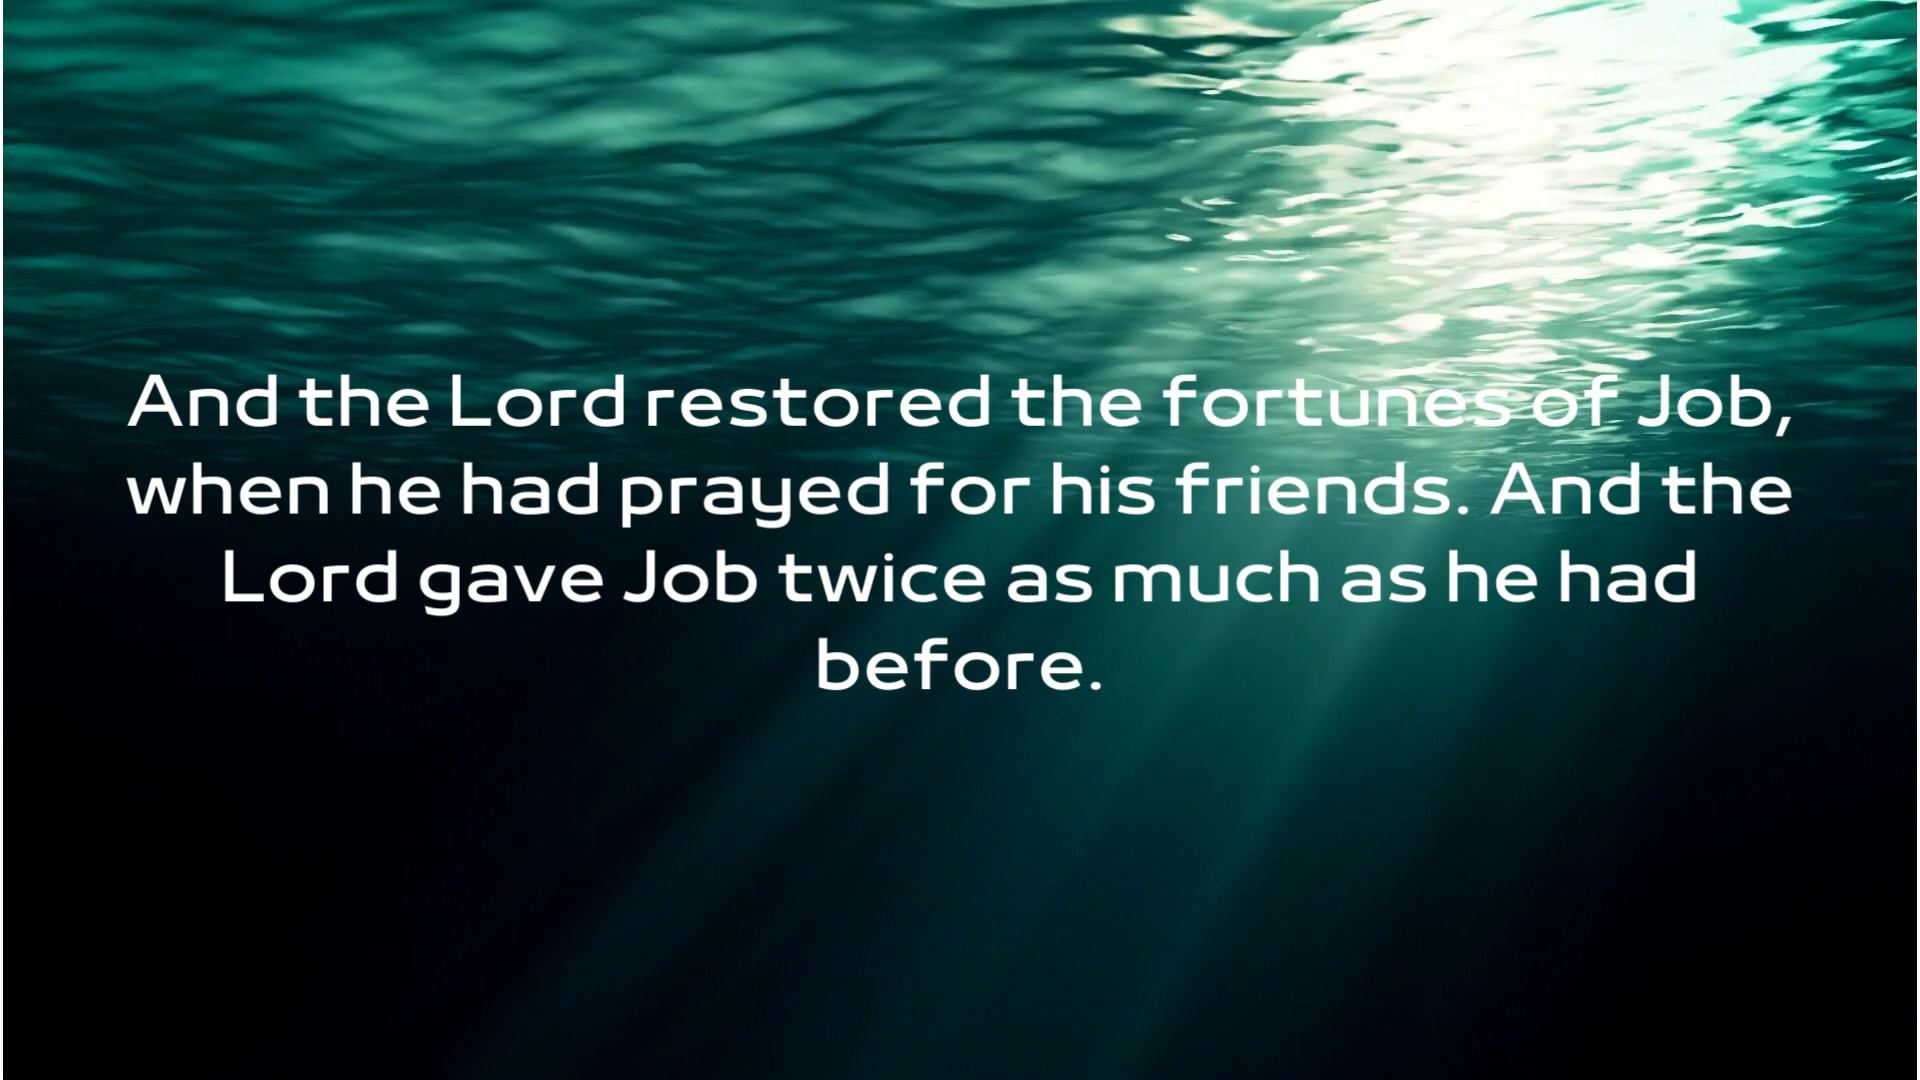 And the Lord restored the fortunes of Job,
when he had prayed for his friends. And the
Lord gave Job twice as much as he had
before.